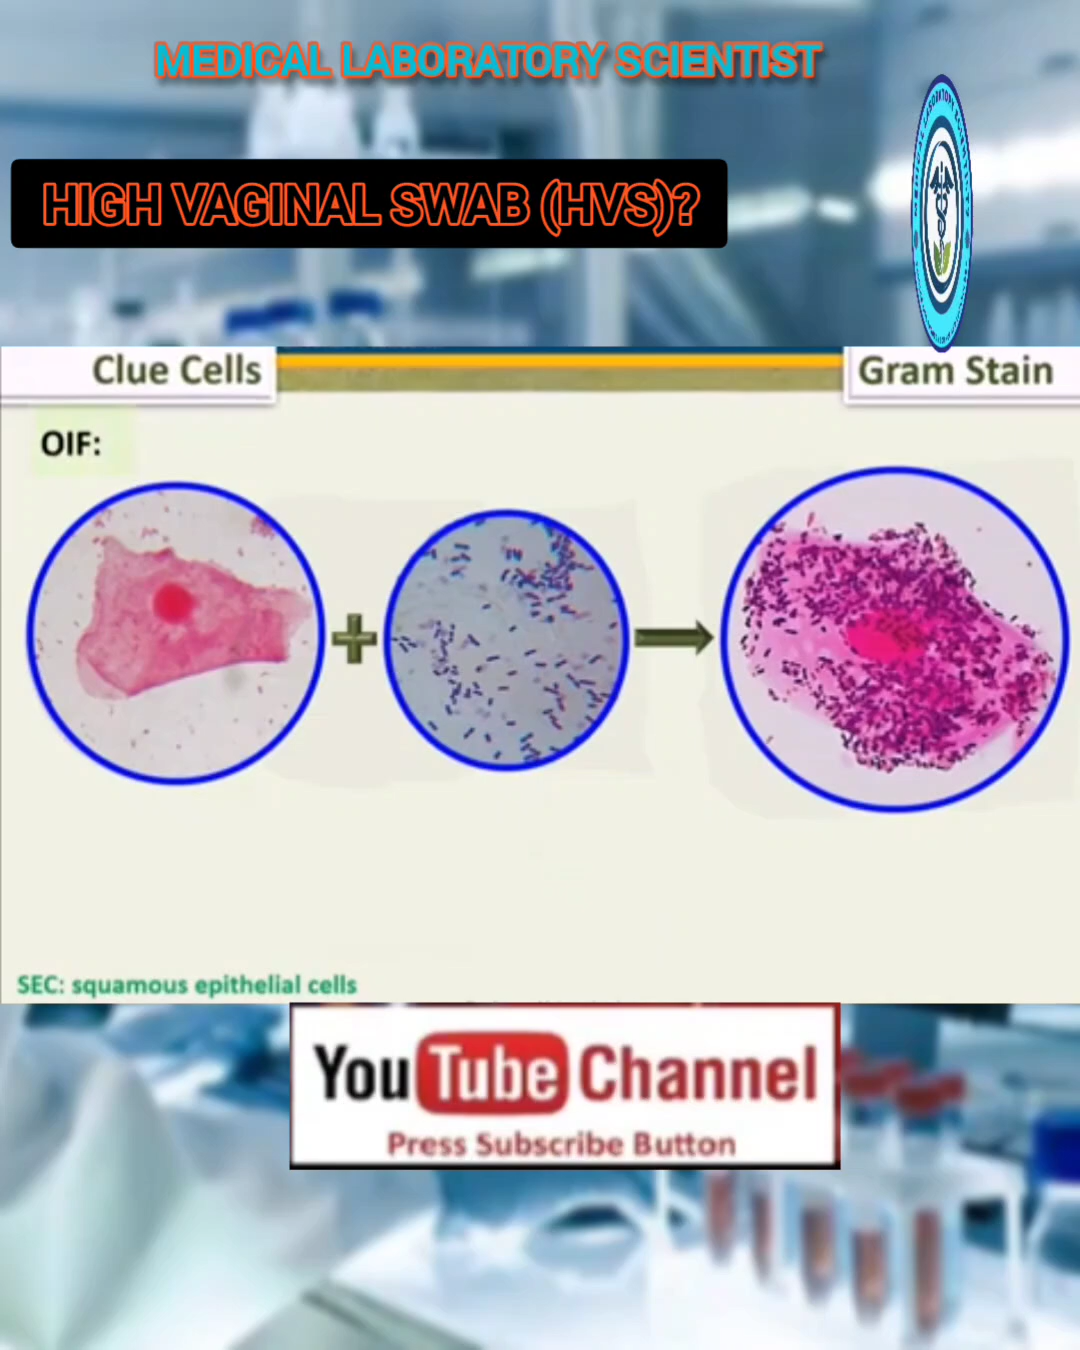 MEDICAL LABORATORY SCIENTIST
HIGH VAGINAL SWAB (HVS)?
Clue Cells
Gram Stain
OIF:
SEC: squamous epithelial cells
YouTube Channel
Press Subscribe Button